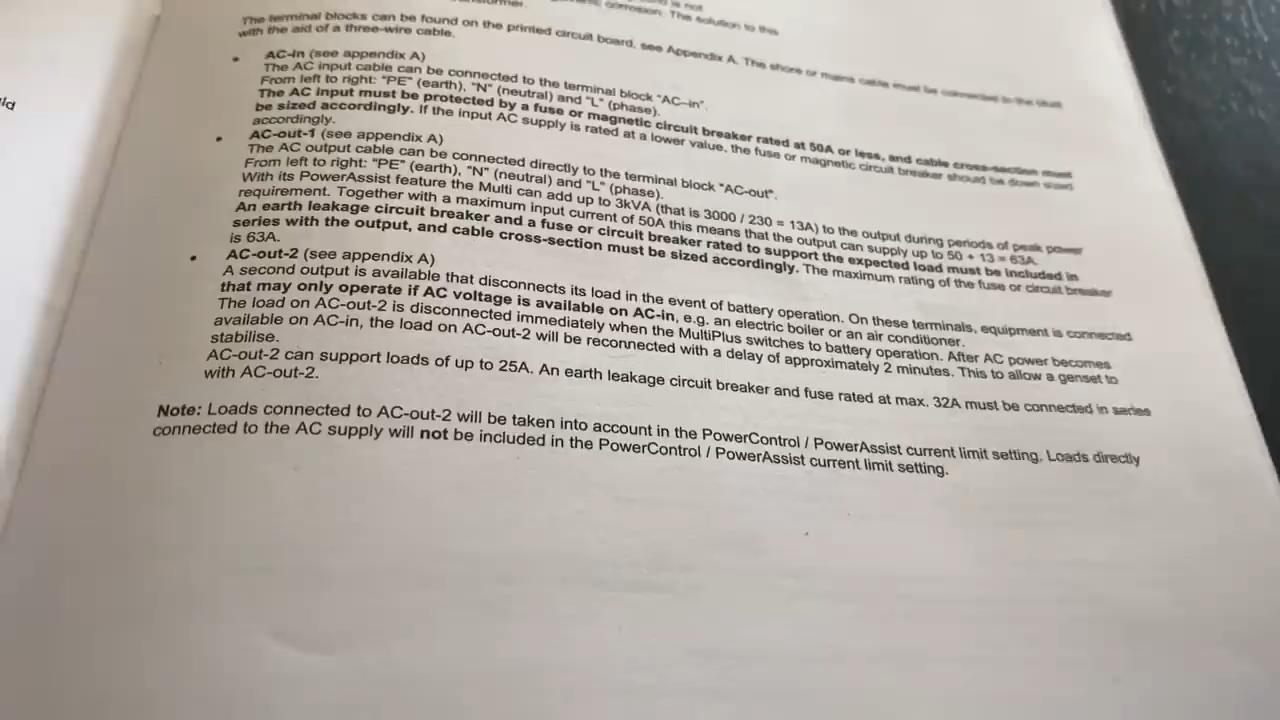 is not
corrosion. This solution to this
The terminal blocks can be found on the printed circuit board, see Appendix A. The shore or mains cable must be connected to the
with the aid of a three-wire cable.
• AC-in (see appendix A)
The AC input cable can be connected to the terminal block "AC–in".
From left to right: "PE" (earth), "N" (neutral) and "L" (phase).
The AC input must be protected by a fuse or magnetic circuit breaker rated at 50A or less, and cable cross-section must
be sized accordingly. If the input AC supply is rated at a lower value, the fuse or magnetic circuit breaker should be down sized
accordingly.
• AC-out-1 (see appendix A)
The AC output cable can be connected directly to the terminal block "AC-out".
From left to right: "PE" (earth), "N" (neutral) and "L" (phase).
With its PowerAssist feature the Multi can add up to 3kVA (that is 3000 / 230 = 13A) to the output during periods of peak power
requirement. Together with a maximum input current of 50A this means that the output can supply up to 50 + 13 = 63A.
An earth leakage circuit breaker and a fuse or circuit breaker rated to support the expected load must be included in
series with the output, and cable cross-section must be sized accordingly. The maximum rating of the fuse or circuit breaker
is 63A.
• AC-out-2 (see appendix A)
A second output is available that disconnects its load in the event of battery operation. On these terminals, equipment is connected
that may only operate if AC voltage is available on AC-in, e.g. an electric boiler or an air conditioner.
The load on AC-out-2 is disconnected immediately when the MultiPlus switches to battery operation. After AC power becomes
available on AC-in, the load on AC-out-2 will be reconnected with a delay of approximately 2 minutes. This to allow a genset to
stabilise.
AC-out-2 can support loads of up to 25A. An earth leakage circuit breaker and fuse rated at max. 32A must be connected in series
with AC-out-2.
Note: Loads connected to AC-out-2 will be taken into account in the PowerControl / PowerAssist current limit setting. Loads directly
connected to the AC supply will not be included in the PowerControl / PowerAssist current limit setting.